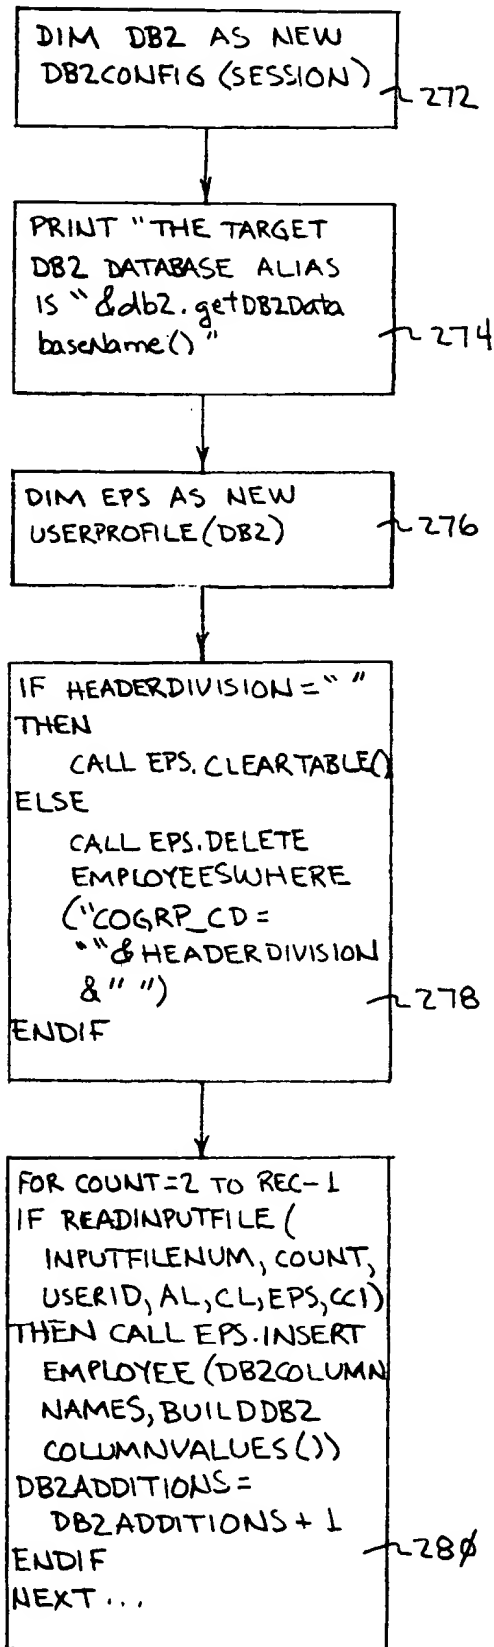 DIM DB2 AS NEW
DB2CONFIG (SESSION)
272
PRINT "THE TARGET
DB2 DATABASE ALIAS
IS "&db2.getDB2Data
baseName()"
274
DIM EPS AS NEW
USERPROFILE(DB2)
276
IF HEADERDIVISION=" "
THEN
CALL EPS.CLEARTABLE()
ELSE
CALL EPS.DELETE
EMPLOYEESWHERE
("COGRP_CD=
'"& HEADERDIVISION
&" ")
278
ENDIF
FOR COUNT=2 TO REC-1
IF READINPUTFILE(
INPUTFILENUM, COUNT,
USERID, AL, CL, EPS, CC1)
THEN CALL EPS.INSERT
EMPLOYEE (DB2COLUMN
NAMES, BUILDDB2
COLUMNVALUES())
DB2ADDITIONS=
DB2ADDITIONS+1
ENDIF
280
NEXT...